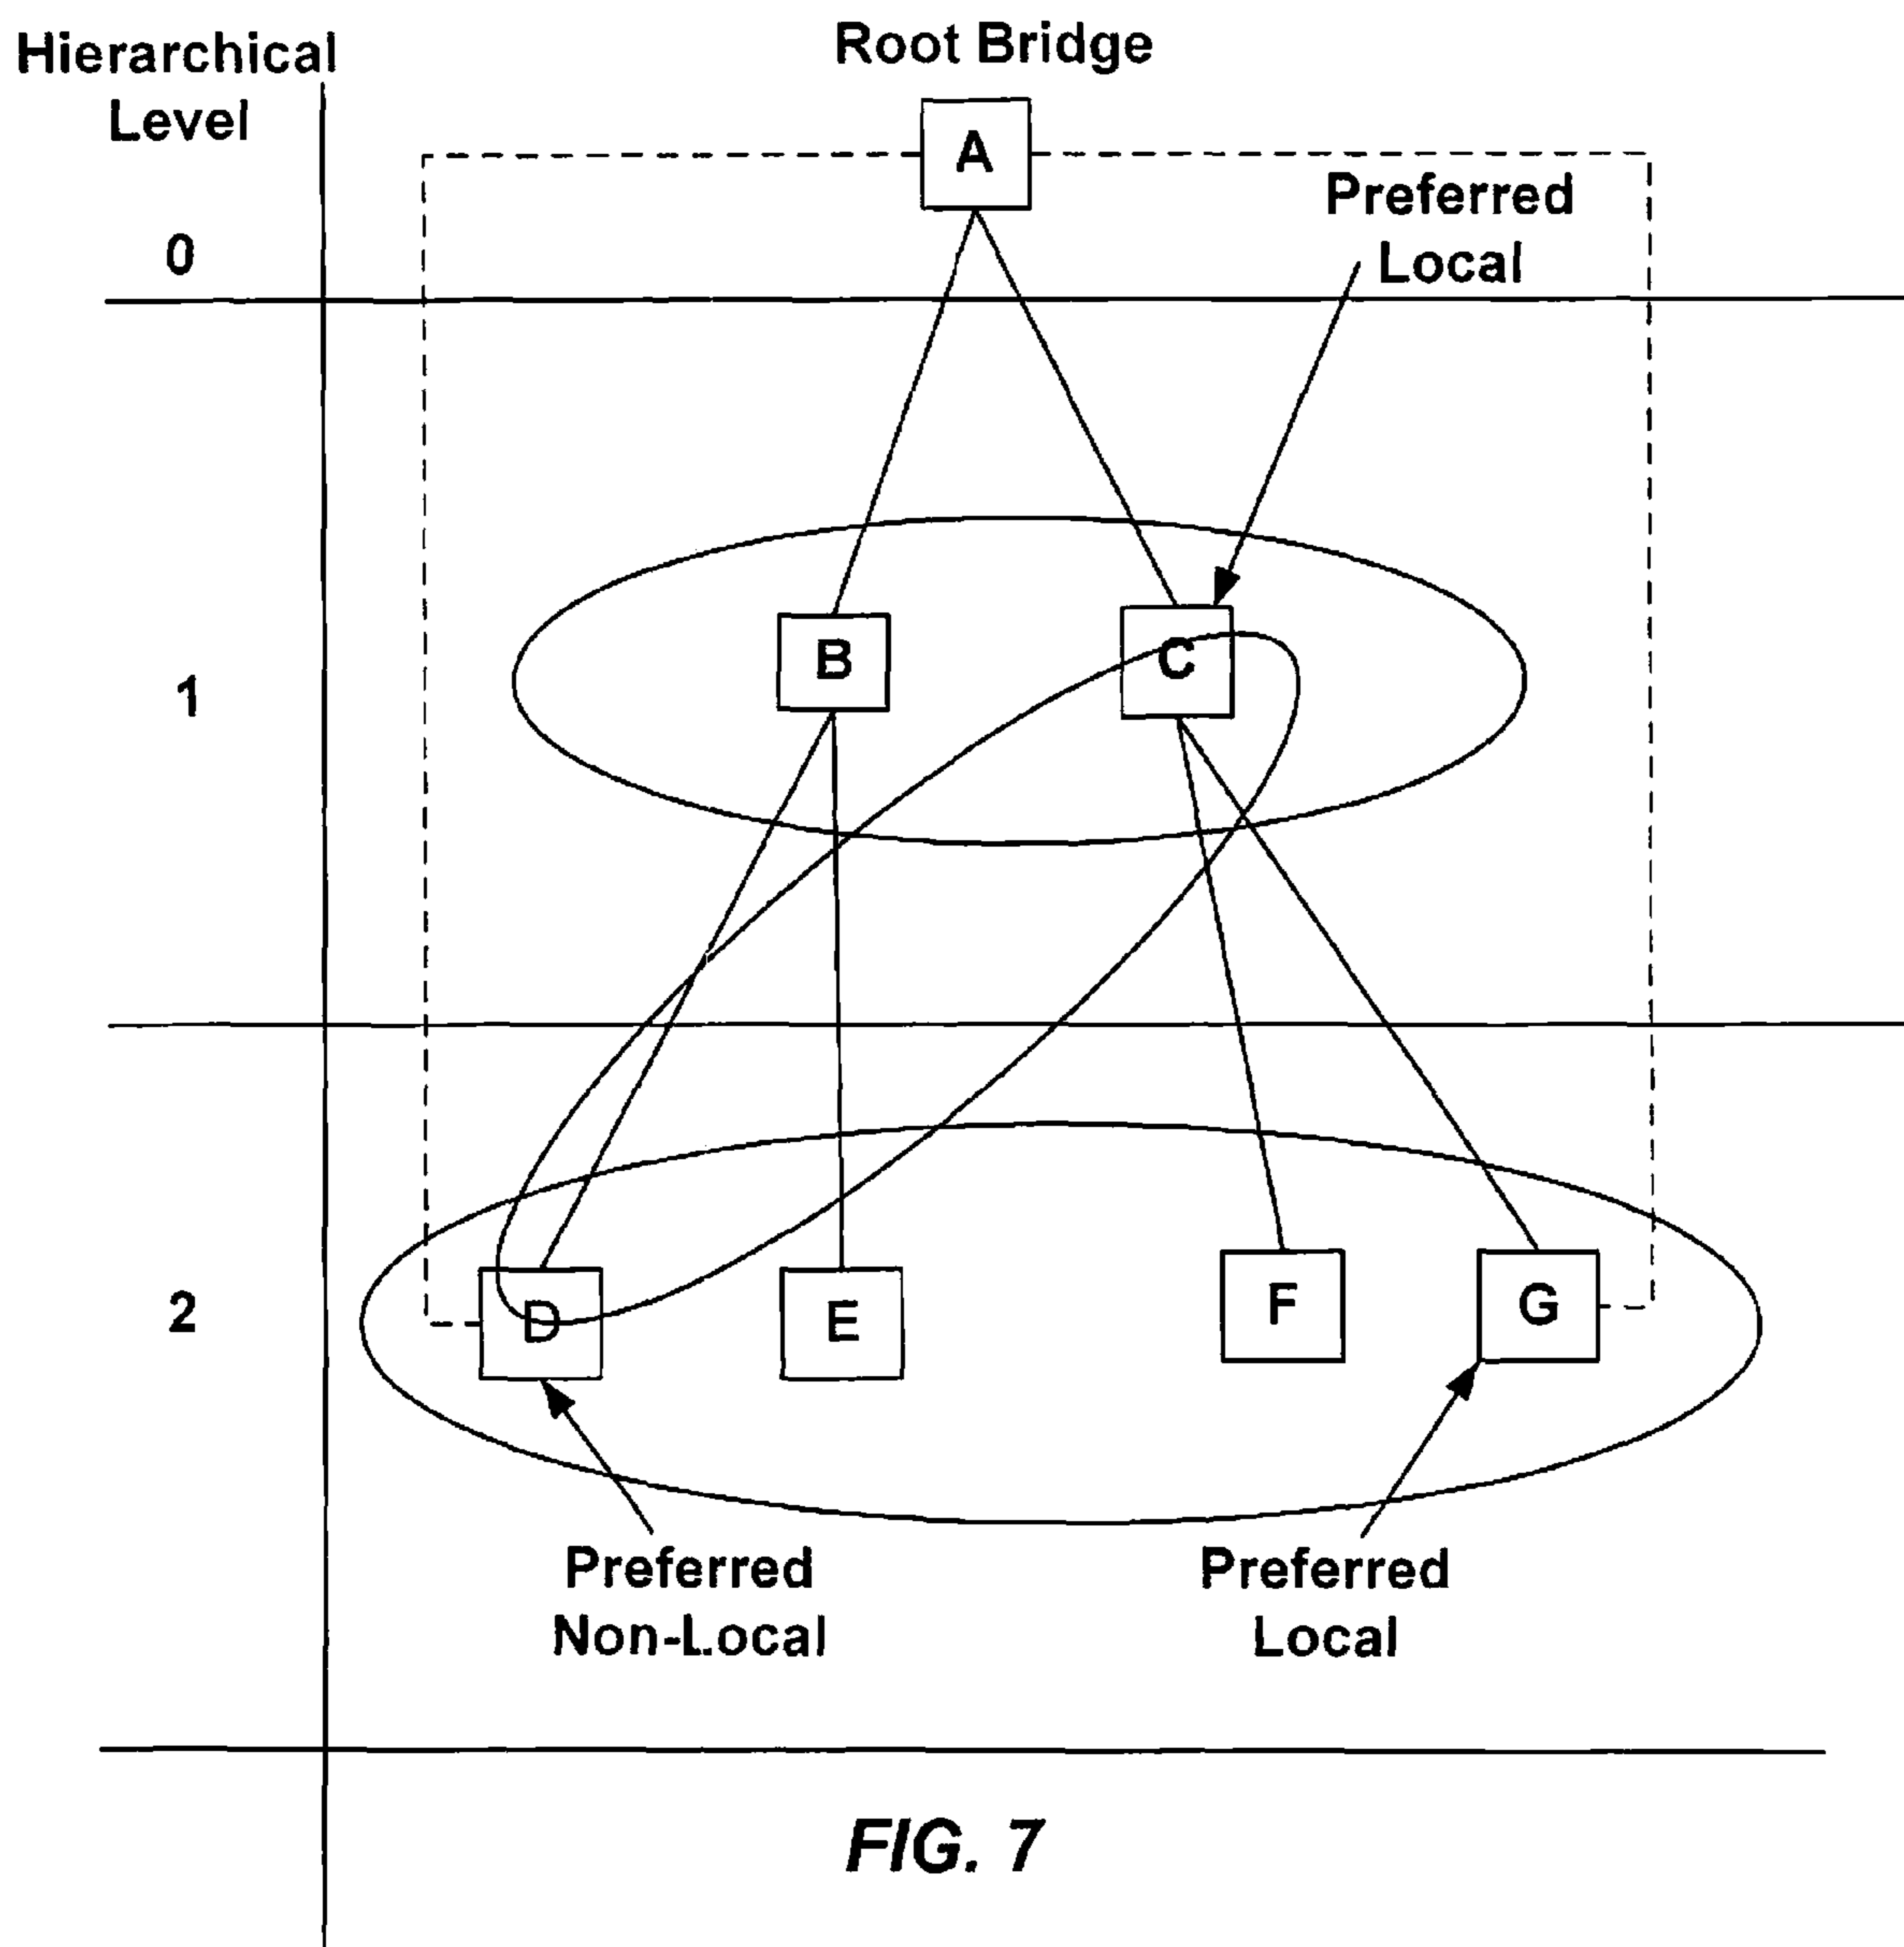 Hierarchical
Level
Root Bridge
A
Preferred
Local
0
B
C
1
D
E
F
G
2
Preferred
Non-Local
Preferred
Local
FIG. 7